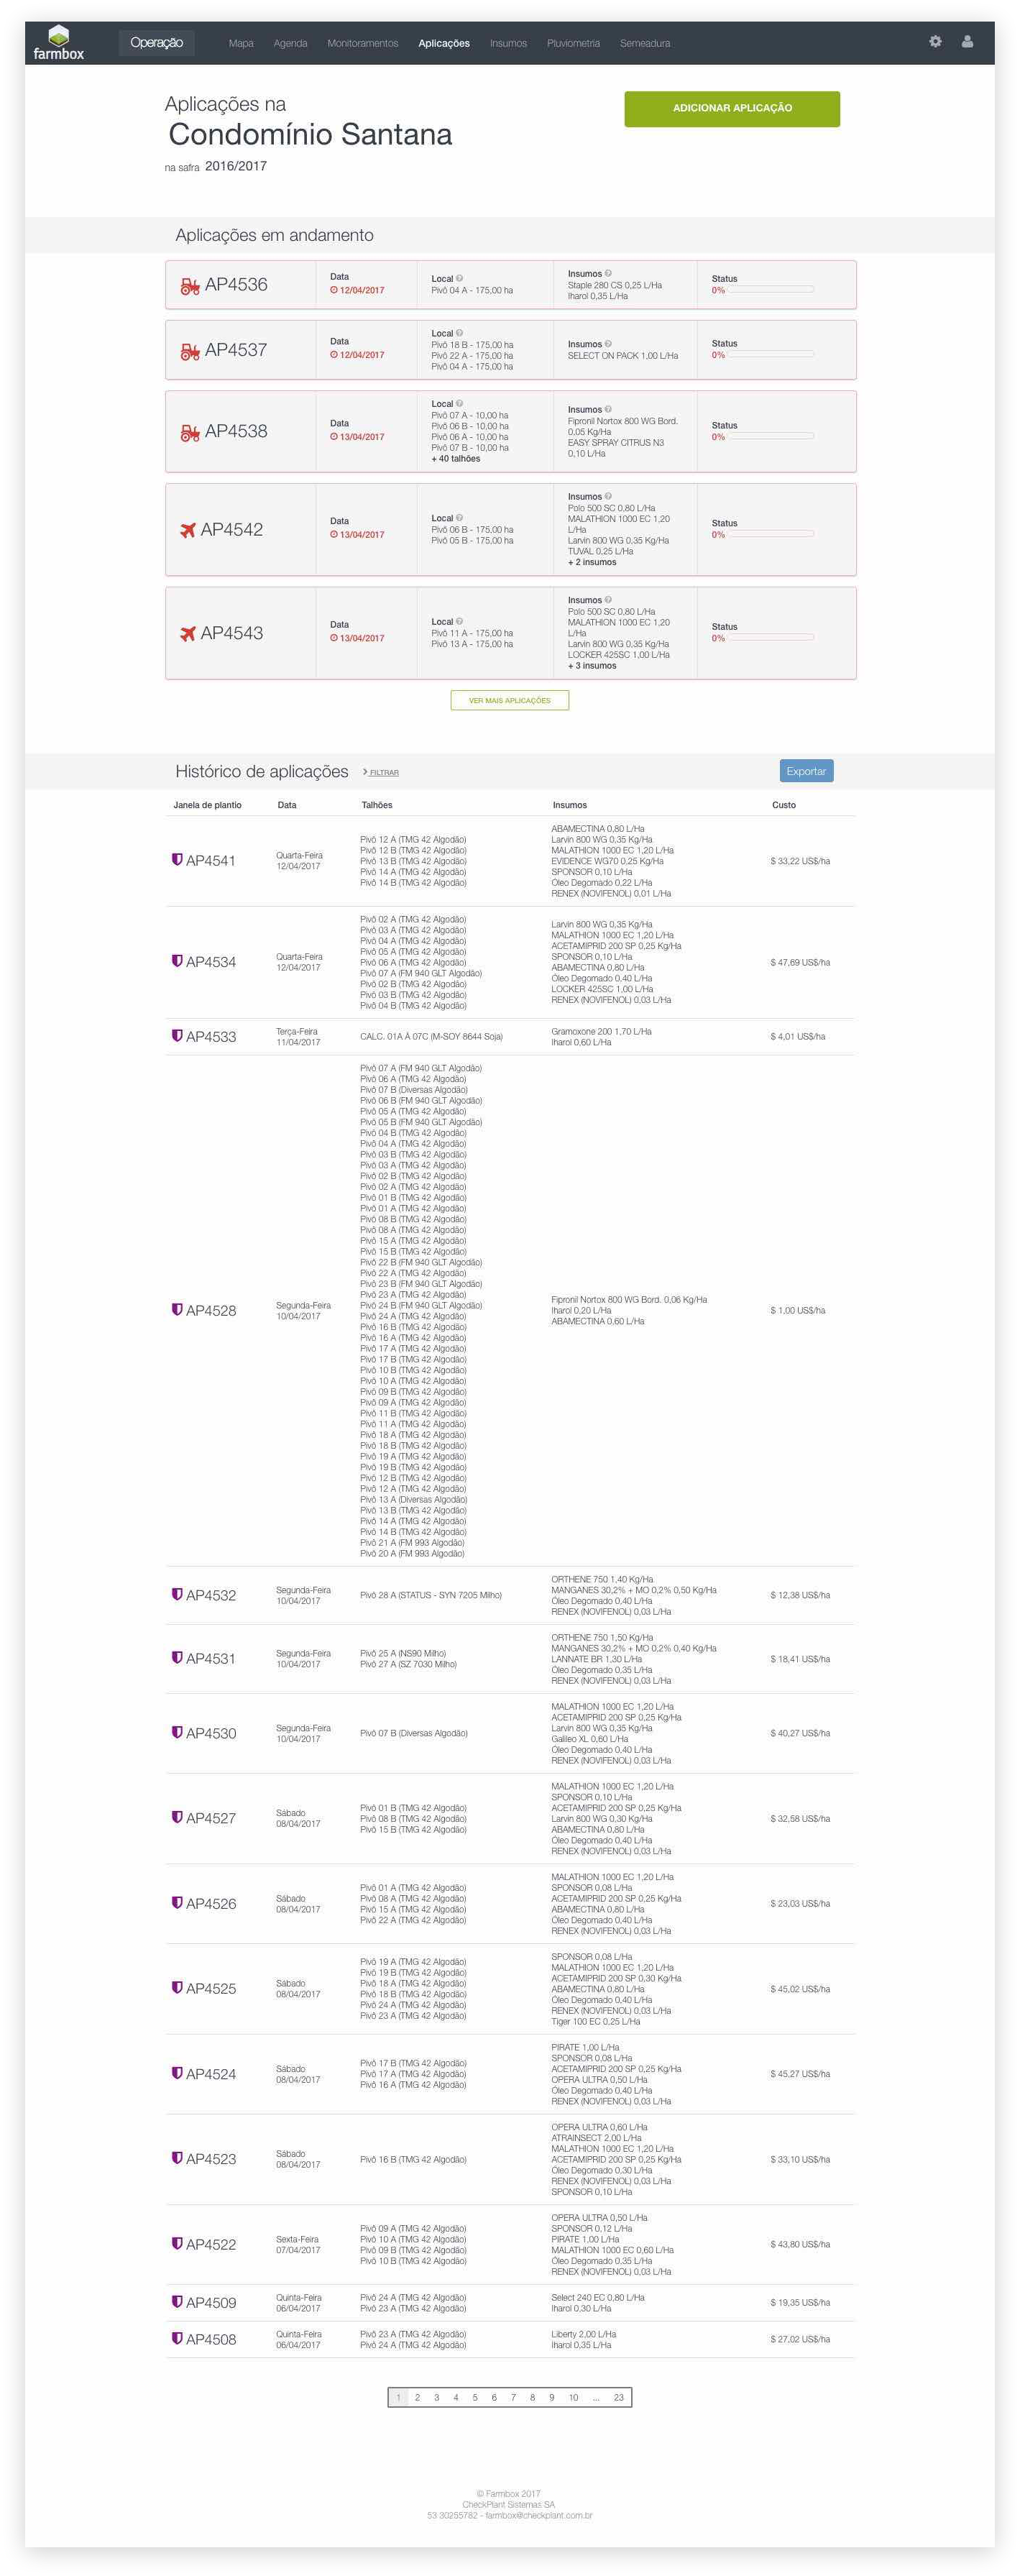 farmbox
Operação
Mapa Agenda Monitoramentos Aplicações Insumos Pluviometria Semeadura
Aplicações na
Condomínio Santana
na safra 2016/2017
ADICIONAR APLICAÇÃO
Aplicações em andamento
AP4536
Data
12/04/2017
Local
Pivô 04 A - 175,00 ha
Insumos
Staple 280 CS 0,25 L/Ha
Iharol 0,35 L/Ha
Status
0%
AP4537
Data
12/04/2017
Local
Pivô 18 B - 175,00 ha
Pivô 22 A - 175,00 ha
Pivô 04 A - 175,00 ha
Insumos
SELECT ON PACK 1,00 L/Ha
Status
0%
AP4538
Data
13/04/2017
Local
Pivô 07 A - 10,00 ha
Pivô 06 B - 10,00 ha
Pivô 06 A - 10,00 ha
Pivô 07 B - 10,00 ha
+ 40 talhões
Insumos
Fipronil Nortox 800 WG Bord.
0,05 Kg/Ha
EASY SPRAY CITRUS N3
0,10 L/Ha
Status
0%
AP4542
Data
13/04/2017
Local
Pivô 06 B - 175,00 ha
Pivô 05 B - 175,00 ha
Insumos
Polo 500 SC 0,80 L/Ha
MALATHION 1000 EC 1,20
L/Ha
Larvin 800 WG 0,35 Kg/Ha
TUVAL 0,25 L/Ha
+ 2 insumos
Status
0%
AP4543
Data
13/04/2017
Local
Pivô 11 A - 175,00 ha
Pivô 13 A - 175,00 ha
Insumos
Polo 500 SC 0,80 L/Ha
MALATHION 1000 EC 1,20
L/Ha
Larvin 800 WG 0,35 Kg/Ha
LOCKER 425SC 1,00 L/Ha
+ 3 insumos
Status
0%
VER MAIS APLICAÇÕES
Histórico de aplicações FILTRAR Exportar
Janela de plantio Data Talhões Insumos Custo
AP4541
Quarta-Feira
12/04/2017
Pivô 12 A (TMG 42 Algodão)
Pivô 12 B (TMG 42 Algodão)
Pivô 13 B (TMG 42 Algodão)
Pivô 14 A (TMG 42 Algodão)
Pivô 14 B (TMG 42 Algodão)
ABAMECTINA 0,80 L/Ha
Larvin 800 WG 0,35 Kg/Ha
MALATHION 1000 EC 1,20 L/Ha
EVIDENCE WG70 0,25 Kg/Ha
SPONSOR 0,10 L/Ha
Óleo Degomado 0,22 L/Ha
RENEX (NOVIFENOL) 0,01 L/Ha
$ 33,22 US$/ha
AP4534
Quarta-Feira
12/04/2017
Pivô 02 A (TMG 42 Algodão)
Pivô 03 A (TMG 42 Algodão)
Pivô 04 A (TMG 42 Algodão)
Pivô 05 A (TMG 42 Algodão)
Pivô 06 A (TMG 42 Algodão)
Pivô 07 A (FM 940 GLT Algodão)
Pivô 02 B (TMG 42 Algodão)
Pivô 03 B (TMG 42 Algodão)
Pivô 04 B (TMG 42 Algodão)
Larvin 800 WG 0,35 Kg/Ha
MALATHION 1000 EC 1,20 L/Ha
ACETAMIPRID 200 SP 0,25 Kg/Ha
SPONSOR 0,10 L/Ha
ABAMECTINA 0,80 L/Ha
Óleo Degomado 0,40 L/Ha
LOCKER 425SC 1,00 L/Ha
RENEX (NOVIFENOL) 0,03 L/Ha
$ 47,69 US$/ha
AP4533
Terça-Feira
11/04/2017
CALC. 01A À 07C (M-SOY 8644 Soja)
Gramoxone 200 1,70 L/Ha
Iharol 0,60 L/Ha
$ 4,01 US$/ha
AP4528
Segunda-Feira
10/04/2017
Pivô 07 A (FM 940 GLT Algodão)
Pivô 06 A (TMG 42 Algodão)
Pivô 07 B (Diversas Algodão)
Pivô 06 B (FM 940 GLT Algodão)
Pivô 05 A (TMG 42 Algodão)
Pivô 05 B (FM 940 GLT Algodão)
Pivô 04 B (TMG 42 Algodão)
Pivô 04 A (TMG 42 Algodão)
Pivô 03 B (TMG 42 Algodão)
Pivô 03 A (TMG 42 Algodão)
Pivô 02 B (TMG 42 Algodão)
Pivô 02 A (TMG 42 Algodão)
Pivô 01 B (TMG 42 Algodão)
Pivô 01 A (TMG 42 Algodão)
Pivô 08 B (TMG 42 Algodão)
Pivô 08 A (TMG 42 Algodão)
Pivô 15 A (TMG 42 Algodão)
Pivô 15 B (TMG 42 Algodão)
Pivô 22 B (FM 940 GLT Algodão)
Pivô 22 A (TMG 42 Algodão)
Pivô 23 B (FM 940 GLT Algodão)
Pivô 23 A (TMG 42 Algodão)
Pivô 24 B (FM 940 GLT Algodão)
Pivô 24 A (TMG 42 Algodão)
Pivô 16 B (TMG 42 Algodão)
Pivô 16 A (TMG 42 Algodão)
Pivô 17 A (TMG 42 Algodão)
Pivô 17 B (TMG 42 Algodão)
Pivô 10 B (TMG 42 Algodão)
Pivô 10 A (TMG 42 Algodão)
Pivô 09 B (TMG 42 Algodão)
Pivô 09 A (TMG 42 Algodão)
Pivô 11 B (TMG 42 Algodão)
Pivô 11 A (TMG 42 Algodão)
Pivô 18 A (TMG 42 Algodão)
Pivô 18 B (TMG 42 Algodão)
Pivô 19 A (TMG 42 Algodão)
Pivô 19 B (TMG 42 Algodão)
Pivô 12 B (TMG 42 Algodão)
Pivô 12 A (TMG 42 Algodão)
Pivô 13 A (Diversas Algodão)
Pivô 13 B (TMG 42 Algodão)
Pivô 14 A (TMG 42 Algodão)
Pivô 14 B (TMG 42 Algodão)
Pivô 21 A (FM 993 Algodão)
Pivô 20 A (FM 993 Algodão)
Fipronil Nortox 800 WG Bord. 0,06 Kg/Ha
Iharol 0,20 L/Ha
ABAMECTINA 0,60 L/Ha
$ 1,00 US$/ha
AP4532
Segunda-Feira
10/04/2017
Pivô 28 A (STATUS - SYN 7205 Milho)
ORTHENE 750 1,40 Kg/Ha
MANGANES 30,2% + MO 0,2% 0,50 Kg/Ha
Óleo Degomado 0,40 L/Ha
RENEX (NOVIFENOL) 0,03 L/Ha
$ 12,38 US$/ha
AP4531
Segunda-Feira
10/04/2017
Pivô 25 A (NS90 Milho)
Pivô 27 A (SZ 7030 Milho)
ORTHENE 750 1,50 Kg/Ha
MANGANES 30,2% + MO 0,2% 0,40 Kg/Ha
LANNATE BR 1,30 L/Ha
Óleo Degomado 0,35 L/Ha
RENEX (NOVIFENOL) 0,03 L/Ha
$ 18,41 US$/ha
AP4530
Segunda-Feira
10/04/2017
Pivô 07 B (Diversas Algodão)
MALATHION 1000 EC 1,20 L/Ha
ACETAMIPRID 200 SP 0,25 Kg/Ha
Larvin 800 WG 0,35 Kg/Ha
Galileo XL 0,60 L/Ha
Óleo Degomado 0,40 L/Ha
RENEX (NOVIFENOL) 0,03 L/Ha
$ 40,27 US$/ha
AP4527
Sábado
08/04/2017
Pivô 01 B (TMG 42 Algodão)
Pivô 08 B (TMG 42 Algodão)
Pivô 15 B (TMG 42 Algodão)
MALATHION 1000 EC 1,20 L/Ha
SPONSOR 0,10 L/Ha
ACETAMIPRID 200 SP 0,25 Kg/Ha
Larvin 800 WG 0,30 Kg/Ha
ABAMECTINA 0,80 L/Ha
Óleo Degomado 0,40 L/Ha
RENEX (NOVIFENOL) 0,03 L/Ha
$ 32,58 US$/ha
AP4526
Sábado
08/04/2017
Pivô 01 A (TMG 42 Algodão)
Pivô 08 A (TMG 42 Algodão)
Pivô 15 A (TMG 42 Algodão)
Pivô 22 A (TMG 42 Algodão)
MALATHION 1000 EC 1,20 L/Ha
SPONSOR 0,08 L/Ha
ACETAMIPRID 200 SP 0,25 Kg/Ha
ABAMECTINA 0,80 L/Ha
Óleo Degomado 0,40 L/Ha
RENEX (NOVIFENOL) 0,03 L/Ha
$ 23,03 US$/ha
AP4525
Sábado
08/04/2017
Pivô 19 A (TMG 42 Algodão)
Pivô 19 B (TMG 42 Algodão)
Pivô 18 A (TMG 42 Algodão)
Pivô 18 B (TMG 42 Algodão)
Pivô 24 A (TMG 42 Algodão)
Pivô 23 A (TMG 42 Algodão)
SPONSOR 0,08 L/Ha
MALATHION 1000 EC 1,20 L/Ha
ACETAMIPRID 200 SP 0,30 Kg/Ha
ABAMECTINA 0,80 L/Ha
Óleo Degomado 0,40 L/Ha
RENEX (NOVIFENOL) 0,03 L/Ha
Tiger 100 EC 0,25 L/Ha
$ 45,02 US$/ha
AP4524
Sábado
08/04/2017
Pivô 17 B (TMG 42 Algodão)
Pivô 17 A (TMG 42 Algodão)
Pivô 16 A (TMG 42 Algodão)
PIRATE 1,00 L/Ha
SPONSOR 0,08 L/Ha
ACETAMIPRID 200 SP 0,25 Kg/Ha
OPERA ULTRA 0,50 L/Ha
Óleo Degomado 0,40 L/Ha
RENEX (NOVIFENOL) 0,03 L/Ha
$ 45,27 US$/ha
AP4523
Sábado
08/04/2017
Pivô 16 B (TMG 42 Algodão)
OPERA ULTRA 0,60 L/Ha
ATRAINSECT 2,00 L/Ha
MALATHION 1000 EC 1,20 L/Ha
ACETAMIPRID 200 SP 0,25 Kg/Ha
Óleo Degomado 0,30 L/Ha
RENEX (NOVIFENOL) 0,03 L/Ha
SPONSOR 0,10 L/Ha
$ 33,10 US$/ha
AP4522
Sexta-Feira
07/04/2017
Pivô 09 A (TMG 42 Algodão)
Pivô 10 A (TMG 42 Algodão)
Pivô 09 B (TMG 42 Algodão)
Pivô 10 B (TMG 42 Algodão)
OPERA ULTRA 0,50 L/Ha
SPONSOR 0,12 L/Ha
PIRATE 1,00 L/Ha
MALATHION 1000 EC 0,60 L/Ha
Óleo Degomado 0,35 L/Ha
RENEX (NOVIFENOL) 0,03 L/Ha
$ 43,80 US$/ha
AP4509
Quinta-Feira
06/04/2017
Pivô 24 A (TMG 42 Algodão)
Pivô 23 A (TMG 42 Algodão)
Select 240 EC 0,80 L/Ha
Iharol 0,30 L/Ha
$ 19,35 US$/ha
AP4508
Quinta-Feira
06/04/2017
Pivô 23 A (TMG 42 Algodão)
Pivô 24 A (TMG 42 Algodão)
Liberty 2,00 L/Ha
Iharol 0,35 L/Ha
$ 27,02 US$/ha
1 2 3 4 5 6 7 8 9 10 ... 23
© Farmbox 2017
CheckPlant Sistemas SA
53 30255782 - farmbox@checkplant.com.br